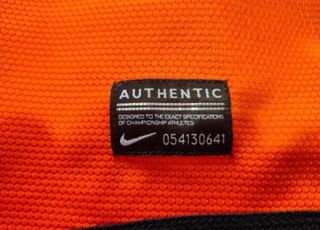 AUTHENTIC
DESIGNED TO THE EXACT SPECIFICATIONS
OF CHAMPIONSHIP ATHLETES
054130641